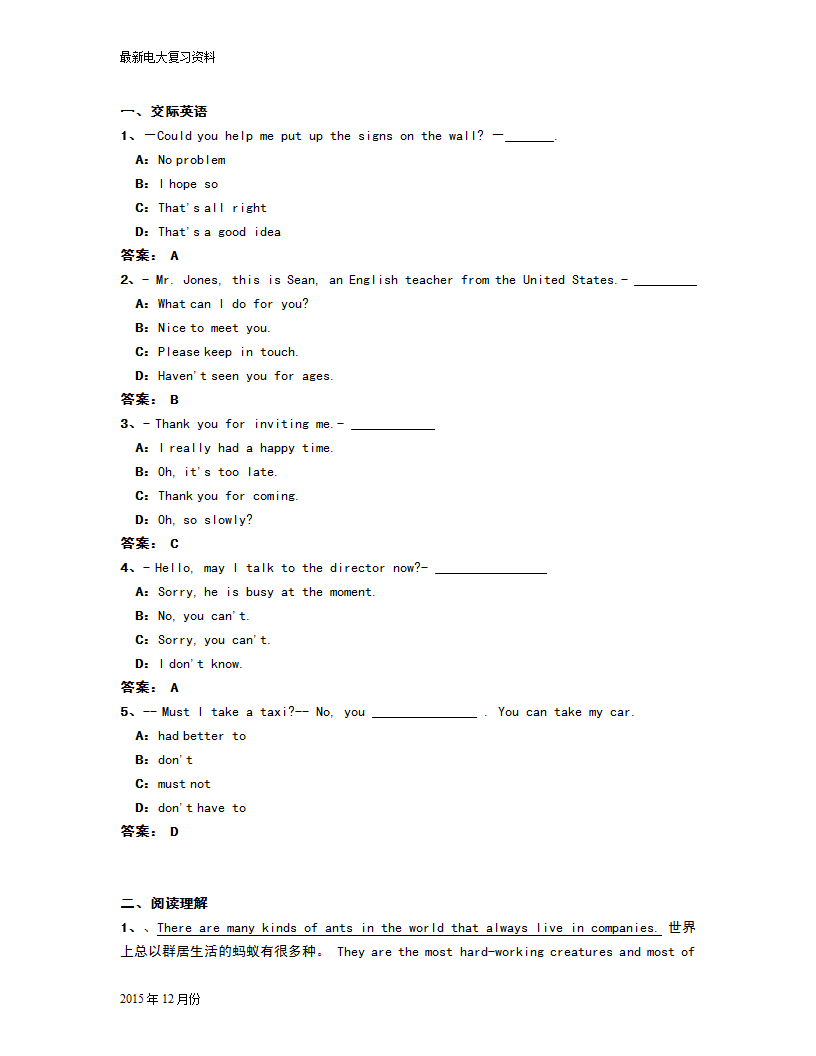 最新电大复习资料
一、交际英语
1、－Could you help me put up the signs on the wall? －_______.
A：No problem
B：I hope so
C：That's all right
D：That's a good idea
答案： A
2、- Mr. Jones, this is Sean, an English teacher from the United States.- _________
A：What can I do for you?
B：Nice to meet you.
C：Please keep in touch.
D：Haven't seen you for ages.
答案： B
3、- Thank you for inviting me.- ____________
A：I really had a happy time.
B：Oh, it's too late.
C：Thank you for coming.
D：Oh, so slowly?
答案： C
4、- Hello, may I talk to the director now?- ________________
A：Sorry, he is busy at the moment.
B：No, you can't.
C：Sorry, you can't.
D：I don't know.
答案： A
5、-- Must I take a taxi?-- No, you _______________ . You can take my car.
A：had better to
B：don't
C：must not
D：don't have to
答案： D
二、阅读理解
1、、There are many kinds of ants in the world that always live in companies. 世界
上总以群居生活的蚂蚁有很多种。 They are the most hard-working creatures and most of
2015 年 12 月份